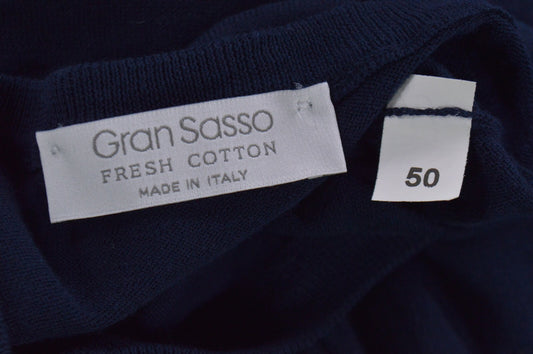 Gran Sasso
FRESH COTTON
MADE IN ITALY
50